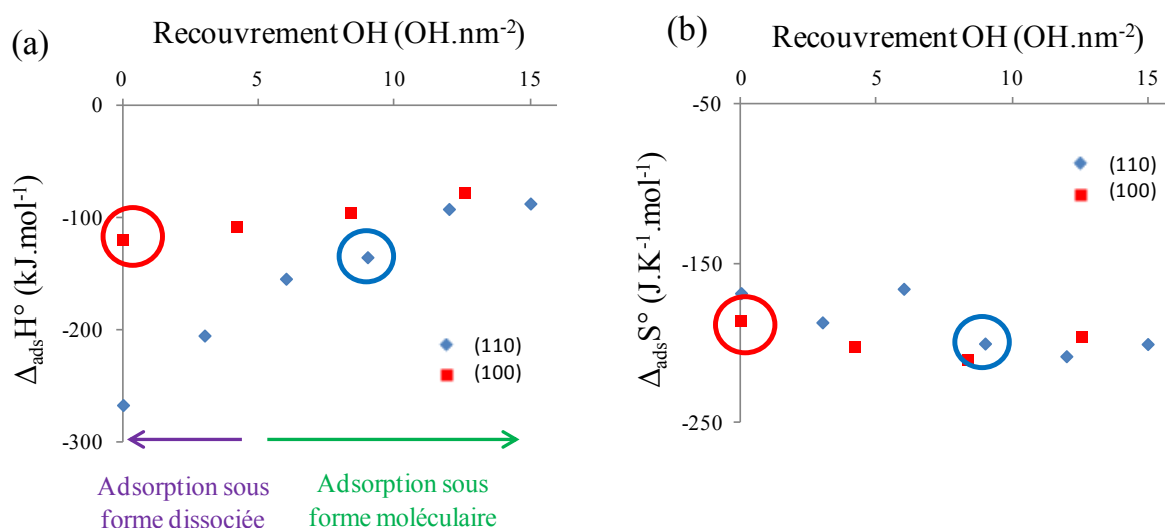 (a)
Recouvrement OH (OH.nm-2)
0 5 10 15
0
-100
-200
-300
ΔadsH° (kJ.mol-1)
(110)
(100)
Adsorption sous
forme dissociée
Adsorption sous
forme moléculaire
(b)
Recouvrement OH (OH.nm-2)
0 5 10 15
-50
-150
-250
ΔadsS° (J.K-1.mol-1)
(110)
(100)